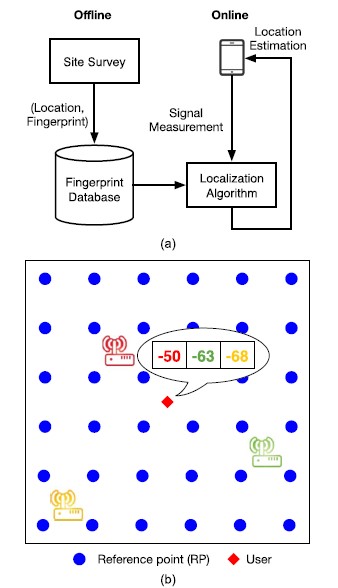 Offline
Online
Site Survey
Location
Estimation
(Location,
Fingerprint)
Signal
Measurement
Fingerprint
Database
Localization
Algorithm
(a)
-50 -63 -68
Reference point (RP) User
(b)